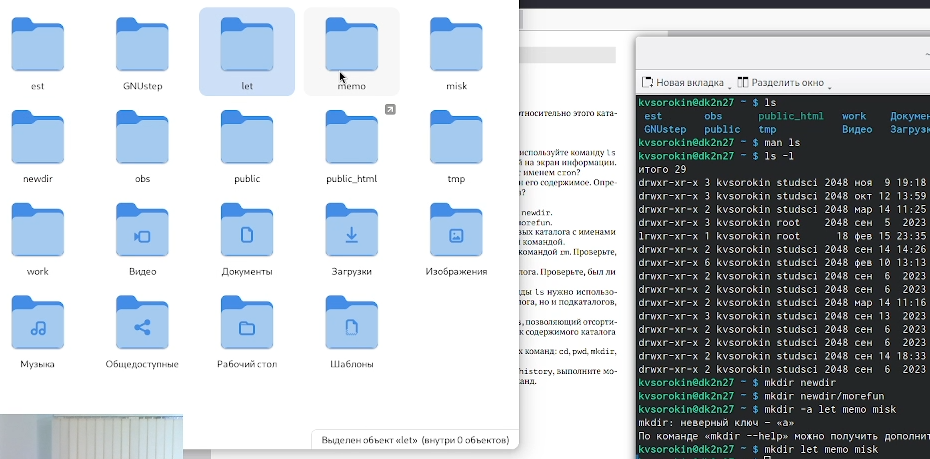 est GNUstep let memo misk
newdir obs public public_html tmp
work Видео Документы Загрузки Изображения
Музыка Общедоступные Рабочий стол Шаблоны
Выделен объект «let» (внутри 0 объектов)
относительно этого ката-
используйте команду ls
й на экран информации.
с именем cron?
и его содержимое. Опре-
?
newdir.
morefun.
вых каталога с именами
командой.
командой rm. Проверьте,
лога. Проверьте, был ли
ды ls нужно использо-
лога, но и подкаталогов,
s, позволяющий отсорти-
к содержимого каталога
х команд: cd, pwd, mkdir,
history, выполните мо-
анд.
Новая вкладка Разделить окно
kvsorokin@dk2n27 ~ $ ls
est obs public_html work Докумен
GNUstep public tmp Видео Загрузк
kvsorokin@dk2n27 ~ $ man ls
kvsorokin@dk2n27 ~ $ ls -l
итого 29
drwxr-xr-x 3 kvsorokin studsci 2048 ноя 9 19:18
drwxr-xr-x 3 kvsorokin studsci 2048 окт 12 13:59
drwxr-xr-x 2 kvsorokin studsci 2048 мар 14 11:25
drwxr-xr-x 3 kvsorokin root 2048 сен 5 2023
lrwxr-xr-x 1 kvsorokin root 18 фев 15 23:35
drwxr-xr-x 2 kvsorokin studsci 2048 сен 14 14:26
drwxr-xr-x 6 kvsorokin studsci 2048 фев 10 13:13
drwxr-xr-x 2 kvsorokin studsci 2048 сен 6 2023
drwxr-xr-x 2 kvsorokin studsci 2048 сен 6 2023
drwxr-xr-x 2 kvsorokin studsci 2048 мар 14 11:16
drwxr-xr-x 3 kvsorokin studsci 2048 сен 13 2023
drwxr-xr-x 2 kvsorokin studsci 2048 сен 6 2023
drwxr-xr-x 2 kvsorokin studsci 2048 сен 6 2023
drwxr-xr-x 2 kvsorokin studsci 2048 сен 14 18:33
drwxr-xr-x 2 kvsorokin studsci 2048 сен 6 2023
kvsorokin@dk2n27 ~ $ mkdir newdir
kvsorokin@dk2n27 ~ $ mkdir newdir/morefun
kvsorokin@dk2n27 ~ $ mkdir -a let memo misk
mkdir: неверный ключ – «a»
По команде «mkdir --help» можно получить дополнит
kvsorokin@dk2n27 ~ $ mkdir let memo misk